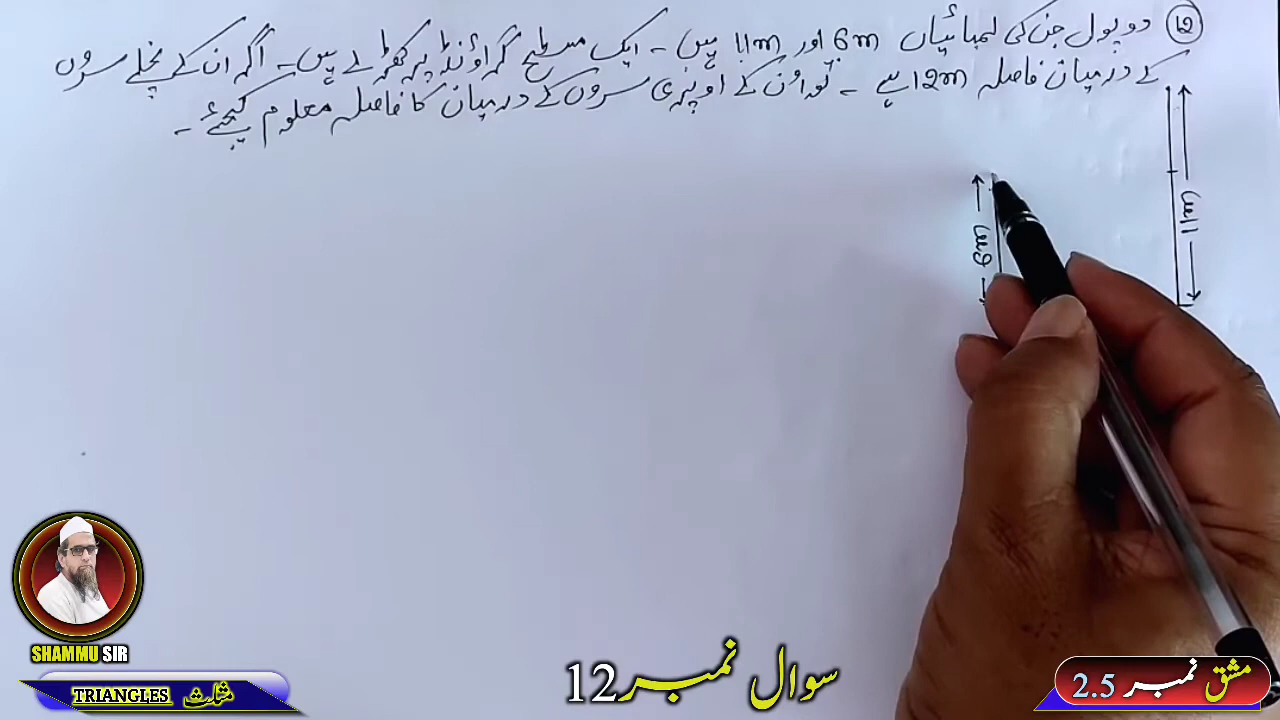 ⑫ دو پول جن کی لمبائیاں 6m اور 11m ہیں ۔ ایک مسطح گراؤنڈ پر کھڑے ہیں ۔ اگر ان کے نچلے سروں
کے درمیان فاصلہ 12m ہے ۔ تو اُن کے اوپری سروں کے درمیان کا فاصلہ معلوم کیجئے ۔
11m
6m
SHAMMU SIR
TRIANGLES مثلث
سوال نمبر 12
مشق نمبر 2.5